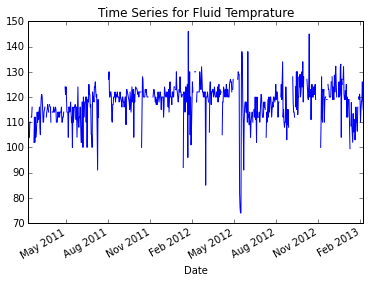 Time Series for Fluid Temprature
150
140
130
120
110
100
90
80
70
May 2011
Aug 2011
Nov 2011
Feb 2012
May 2012
Aug 2012
Nov 2012
Feb 2013
Date